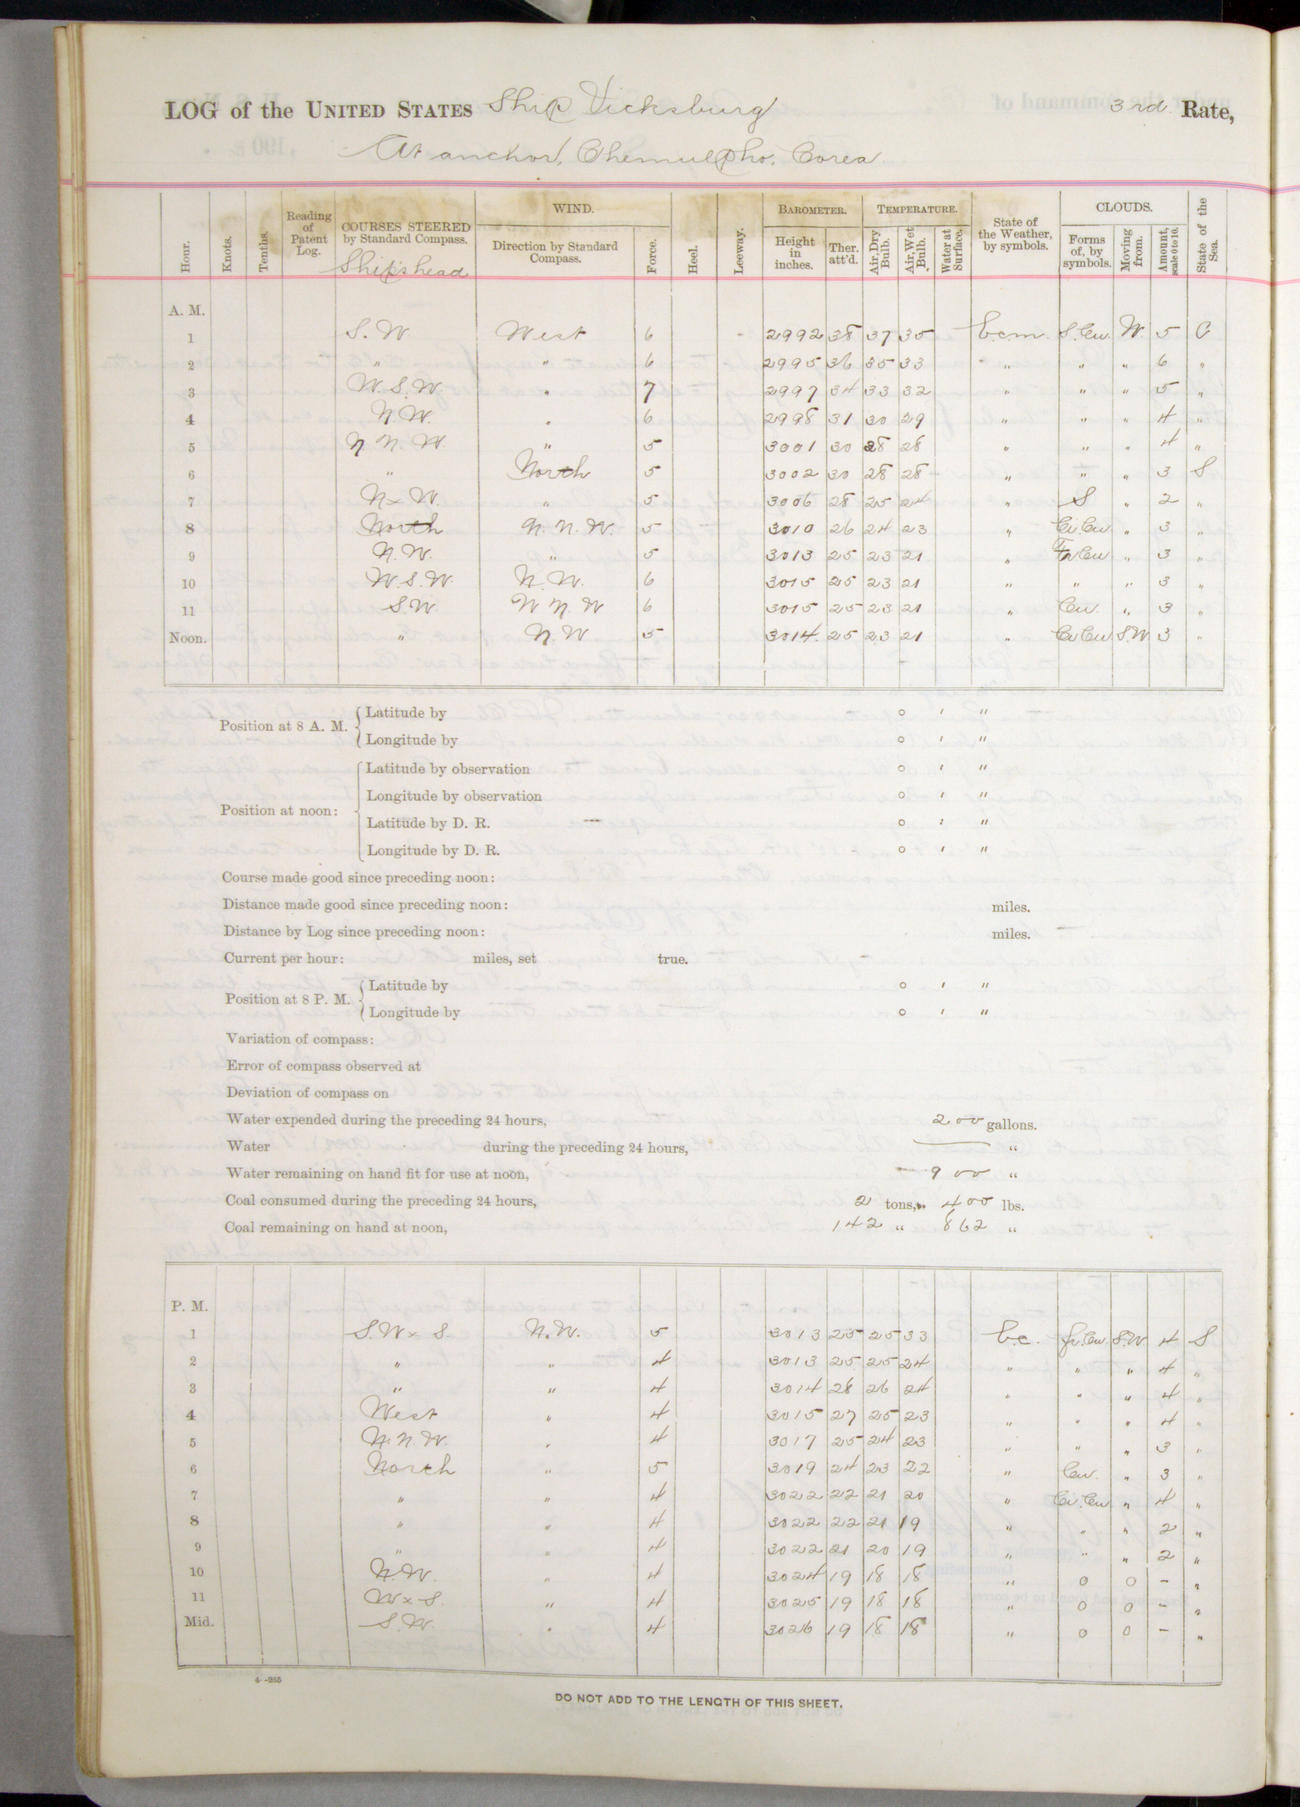 LOG of the UNITED STATES Ship Vicksburg 3rd Rate,
At anchor, Chemulpho, Corea
Hour. Knots. Tenths. Reading of Patent Log. COURSES STEERED by Standard Compass. Ship's head WIND. Direction by Standard Compass. Force. Heel. Leeway. BAROMETER. Height in inches. Ther. att'd. TEMPERATURE. Air, Dry Bulb. Air, Wet Bulb. Water at Surface. State of the Weather, by symbols. CLOUDS. Forms of, by symbols. Moving from. Amount, scale 0 to 10. State of the Sea.
A. M.
1 S.W. West 6 2992 38 37 35 b.c.m. S.Cu. W. 5 C
2 " " 6 2995 36 35 33 " " " 6 "
3 W.S.W. " 7 2997 34 33 32 " " " 5 "
4 N.W. " 6 2998 31 30 29 " " " 4 "
5 N.N.W. " 5 3001 30 28 28 " " " 4 "
6 " North 5 3002 30 28 28 " " " 3 S
7 N x W. " 5 3006 28 25 24 " S " 2 "
8 North N.N.W. 5 3010 26 24 23 " Ci.Cu. " 3 "
9 N.W. " 5 3013 25 23 21 " Fr.Cu " 3 "
10 W.S.W. N.W. 6 3015 25 23 21 " " " 3 "
11 S.W. W N W 6 3015 25 23 21 " Cu. " 3 "
Noon. " N W 5 3014. 25 23 21 " Ci Cu S.W. 3 "
Position at 8 A. M. Latitude by ° ′ ″
Longitude by ° ′ ″
Position at noon: Latitude by observation ° ′ ″
Longitude by observation ° ′ ″
Latitude by D. R. ° ′ ″
Longitude by D. R. ° ′ ″
Course made good since preceding noon:
Distance made good since preceding noon: miles.
Distance by Log since preceding noon: miles.
Current per hour: miles, set true.
Position at 8 P. M. Latitude by ° ′ ″
Longitude by ° ′ ″
Variation of compass:
Error of compass observed at
Deviation of compass on
Water expended during the preceding 24 hours, 200 gallons.
Water during the preceding 24 hours, "
Water remaining on hand fit for use at noon, 900 "
Coal consumed during the preceding 24 hours, 2 tons, 400 lbs.
Coal remaining on hand at noon, 142 " 862 "
P. M.
1 S.W x S. N.W. 5 3013 25 25 33 b.c. fr.Cu. S.W. 4 S
2 " " 4 3013 25 25 24 " " " 4 "
3 " " 4 3014 28 26 24 " " " 4 "
4 West " 4 3015 27 25 23 " " " 4 "
5 N.N.W. " 4 3017 25 24 23 " " " 3 "
6 North " 5 3019 24 23 22 " Cu. " 3 "
7 " " 4 3022 22 21 20 " Ci.Cu. " 4 "
8 " " 4 3022 22 21 19 " " " 2 "
9 " " 4 3022 21 20 19 " " " 2 "
10 N.W. " 4 3024 19 18 18 " 0 0 - "
11 W x S. " 4 3025 19 18 18 " 0 0 - "
Mid. S.W. " 4 3026 19 18 18 " 0 0 - "
DO NOT ADD TO THE LENGTH OF THIS SHEET.